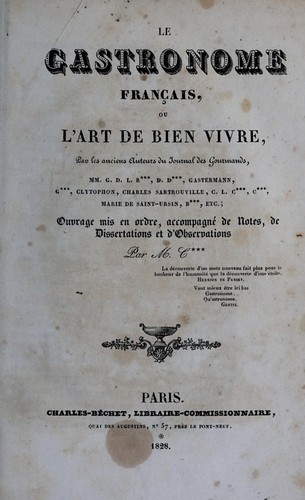 LE
GASTRONOME
FRANÇAIS,
OU
L'ART DE BIEN VIVRE,
Par les anciens Auteurs du Journal des Gourmands,
MM. G. D. L. R***, D. D***, GASTERMANN,
G***, CLYTOPHON, CHARLES SARTROUVILLE, C. L. C***, C***,
MARIE DE SAINT-URSIN, B***, ETC;
Ouvrage mis en ordre, accompagné de Notes, de
Dissertations et d'Observations
Par M. C***
La découverte d'un mets nouveau fait plus pour le
bonheur de l'humanité que la découverte d'une étoile.
HENRION DE PENSEY.
Vaut mieux être ici bas
Gastronome,
Qu'astronome.
PARIS.
CHARLES-BÉCHET, LIBRAIRE-COMMISSIONNAIRE,
QUAI DES AUGUSTINS, N° 57, PRÈS LE PONT-NEUF.
1828.